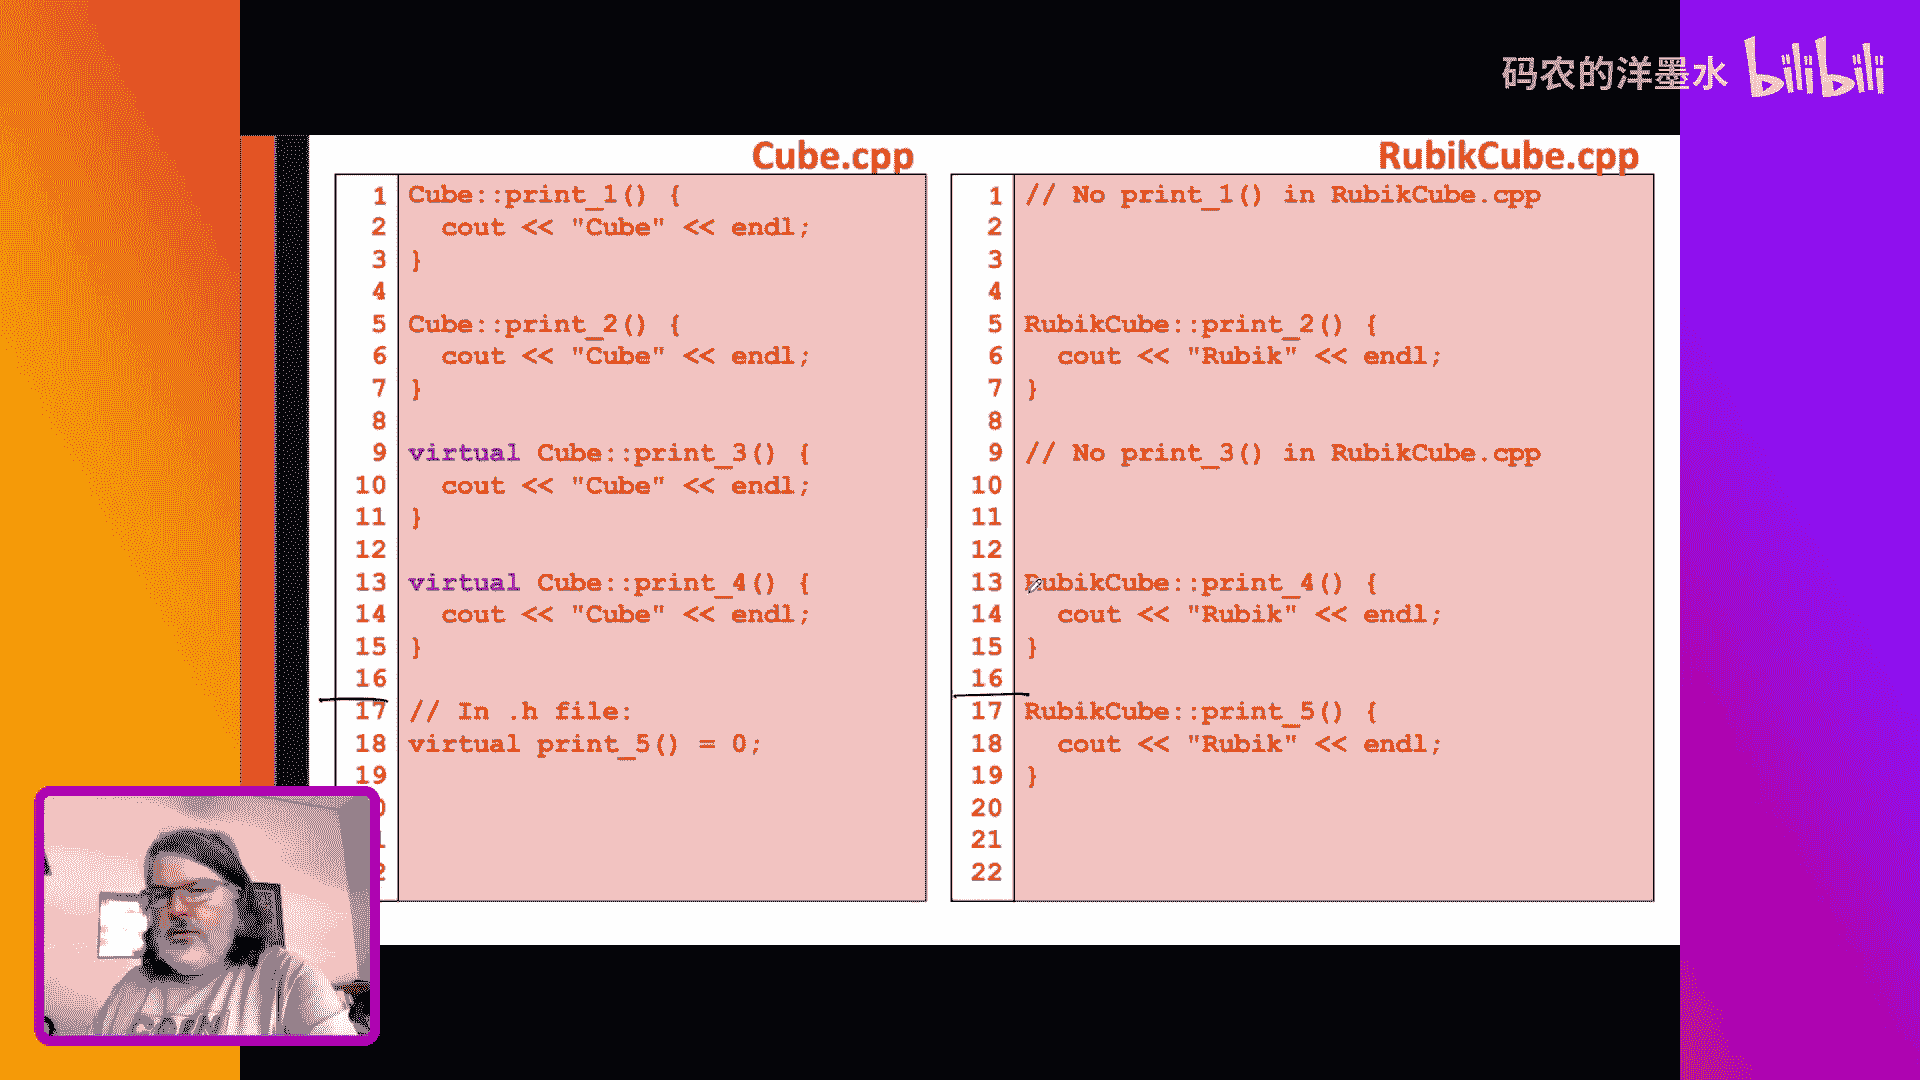 码农的洋墨水 bilibili
Cube.cpp
1 Cube::print_1() {
2 cout << "Cube" << endl;
3 }
4
5 Cube::print_2() {
6 cout << "Cube" << endl;
7 }
8
9 virtual Cube::print_3() {
10 cout << "Cube" << endl;
11 }
12
13 virtual Cube::print_4() {
14 cout << "Cube" << endl;
15 }
16
17 // In .h file:
18 virtual print_5() = 0;
19
RubikCube.cpp
1 // No print_1() in RubikCube.cpp
2
3
4
5 RubikCube::print_2() {
6 cout << "Rubik" << endl;
7 }
8
9 // No print_3() in RubikCube.cpp
10
11
12
13 RubikCube::print_4() {
14 cout << "Rubik" << endl;
15 }
16
17 RubikCube::print_5() {
18 cout << "Rubik" << endl;
19 }
20
21
22